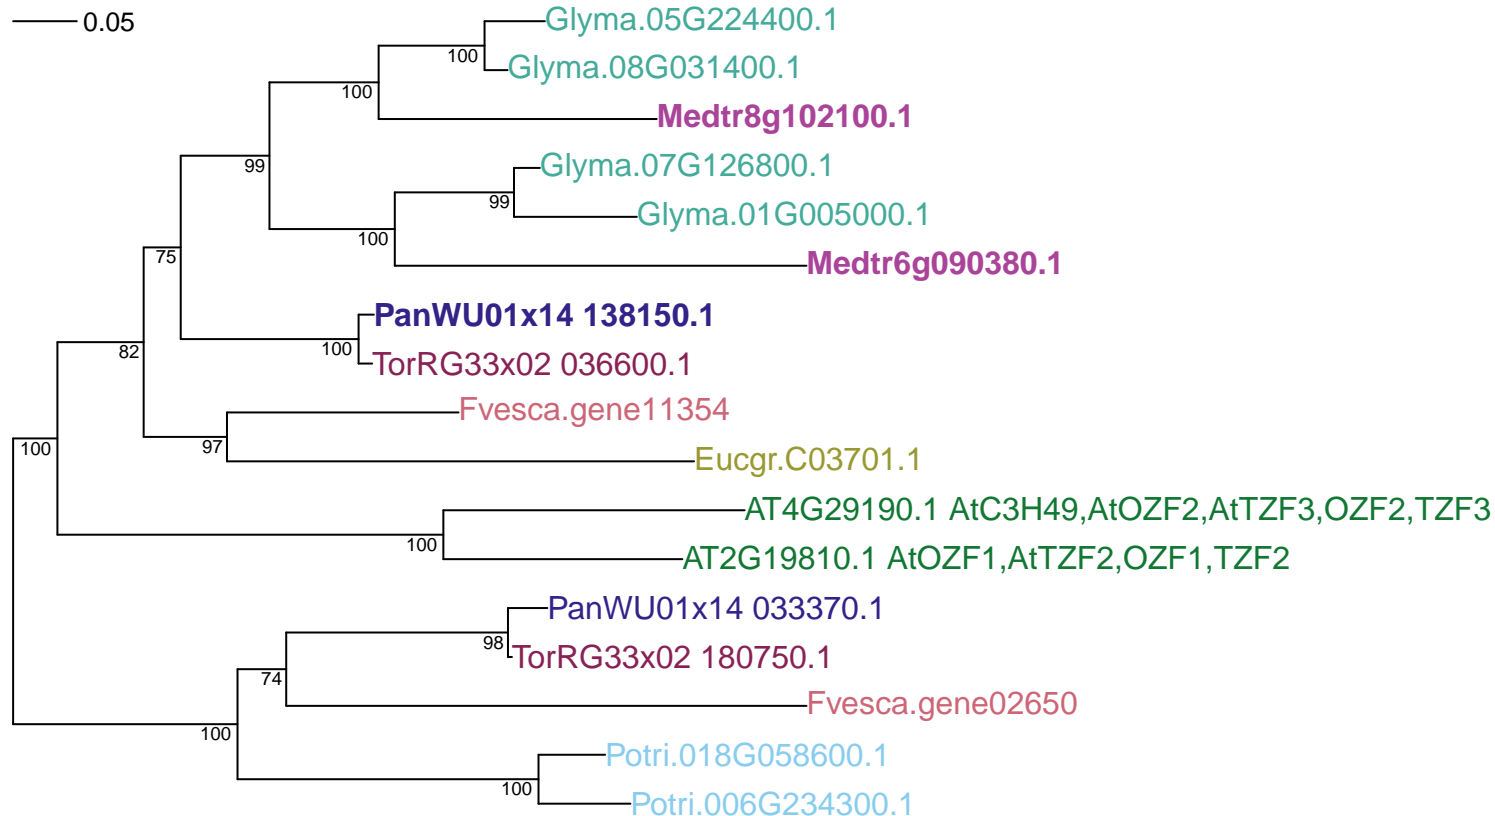 0.05
Glyma.05G224400.1
100
Glyma.08G031400.1
100
Medtr8g102100.1
99
Glyma.07G126800.1
99
Glyma.01G005000.1
100
Medtr6g090380.1
75
PanWU01x14 138150.1
100
82
TorRG33x02 036600.1
Fvesca.gene11354
97
100
Eucgr.C03701.1
AT4G29190.1 AtC3H49,AtOZF2,AtTZF3,OZF2,TZF3
100
AT2G19810.1 AtOZF1,AtTZF2,OZF1,TZF2
PanWU01x14 033370.1
98
TorRG33x02 180750.1
74
Fvesca.gene02650
100
Potri.018G058600.1
100
Potri.006G234300.1